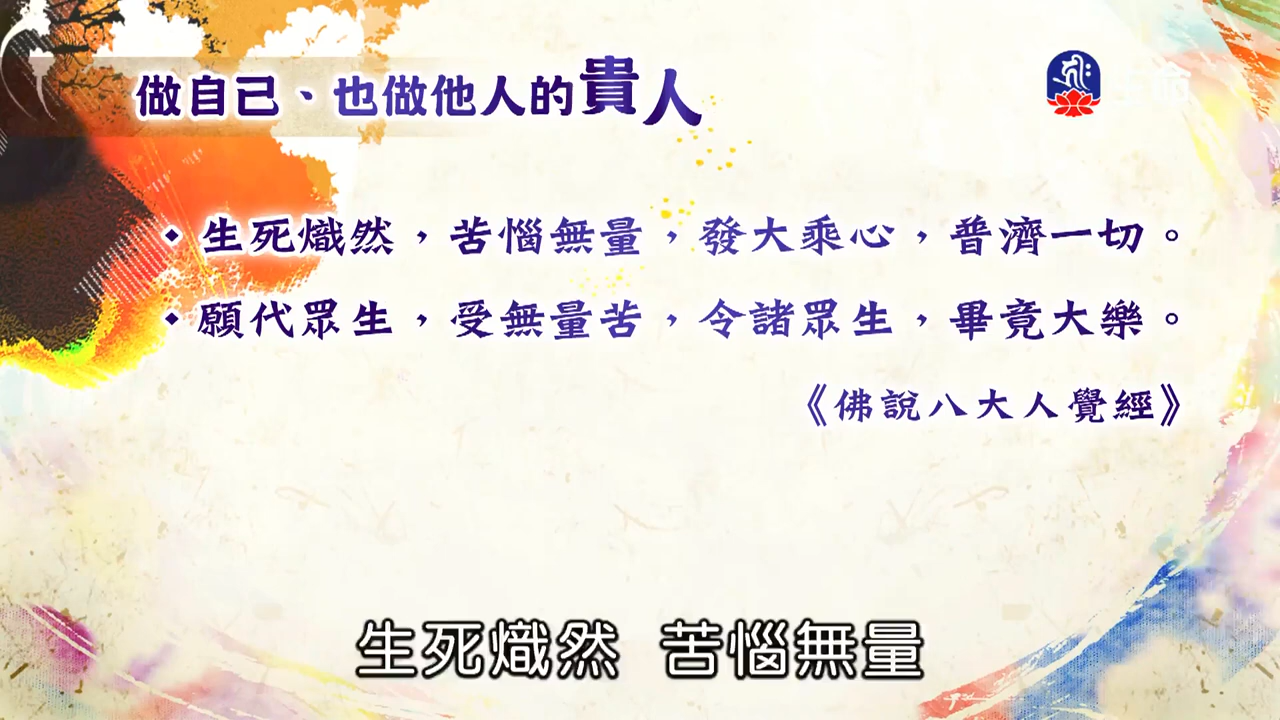 做自己、也做他人的貴人
・生死熾然，苦惱無量，發大乘心，普濟一切。
・願代眾生，受無量苦，令諸眾生，畢竟大樂。
《佛說八大人覺經》
生死熾然 苦惱無量